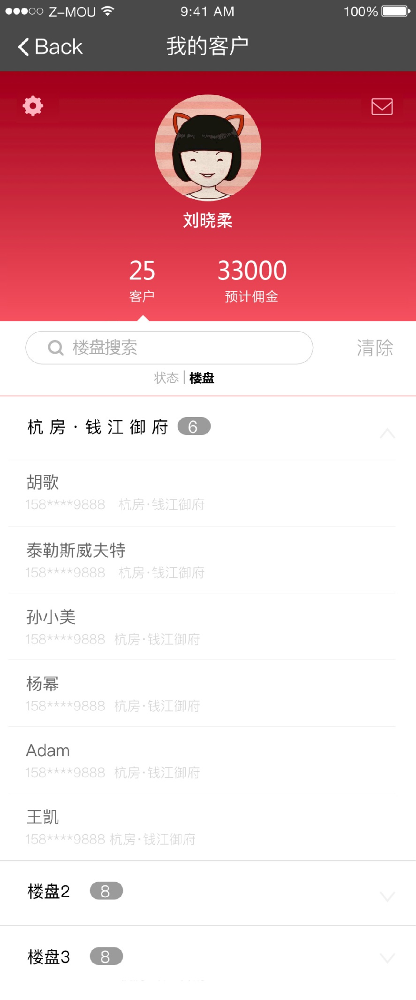 Z-MOU 9:41 AM 100%
Back 我的客户
刘晓柔
25 33000
客户 预计佣金
楼盘搜索 清除
状态 | 楼盘
杭房·钱江御府 6
胡歌
158****9888 杭房·钱江御府
泰勒斯威夫特
158****9888 杭房·钱江御府
孙小美
158****9888 杭房·钱江御府
杨幂
158****9888 杭房·钱江御府
Adam
158****9888 杭房·钱江御府
王凯
158****9888 杭房·钱江御府
楼盘2 8
楼盘3 8